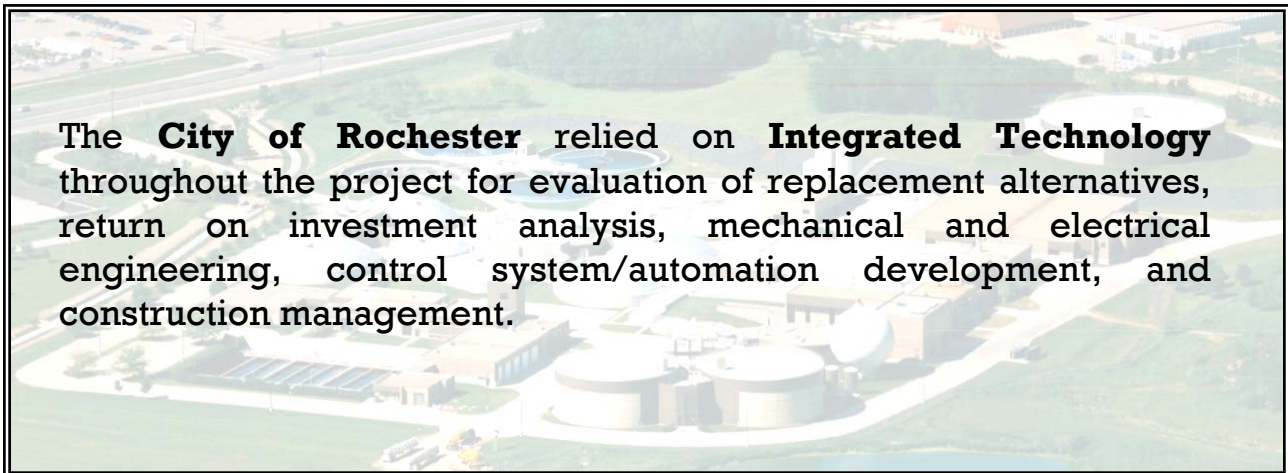 The City of Rochester relied on Integrated Technology
throughout the project for evaluation of replacement alternatives,
return on investment analysis, mechanical and electrical
engineering, control system/automation development, and
construction management.